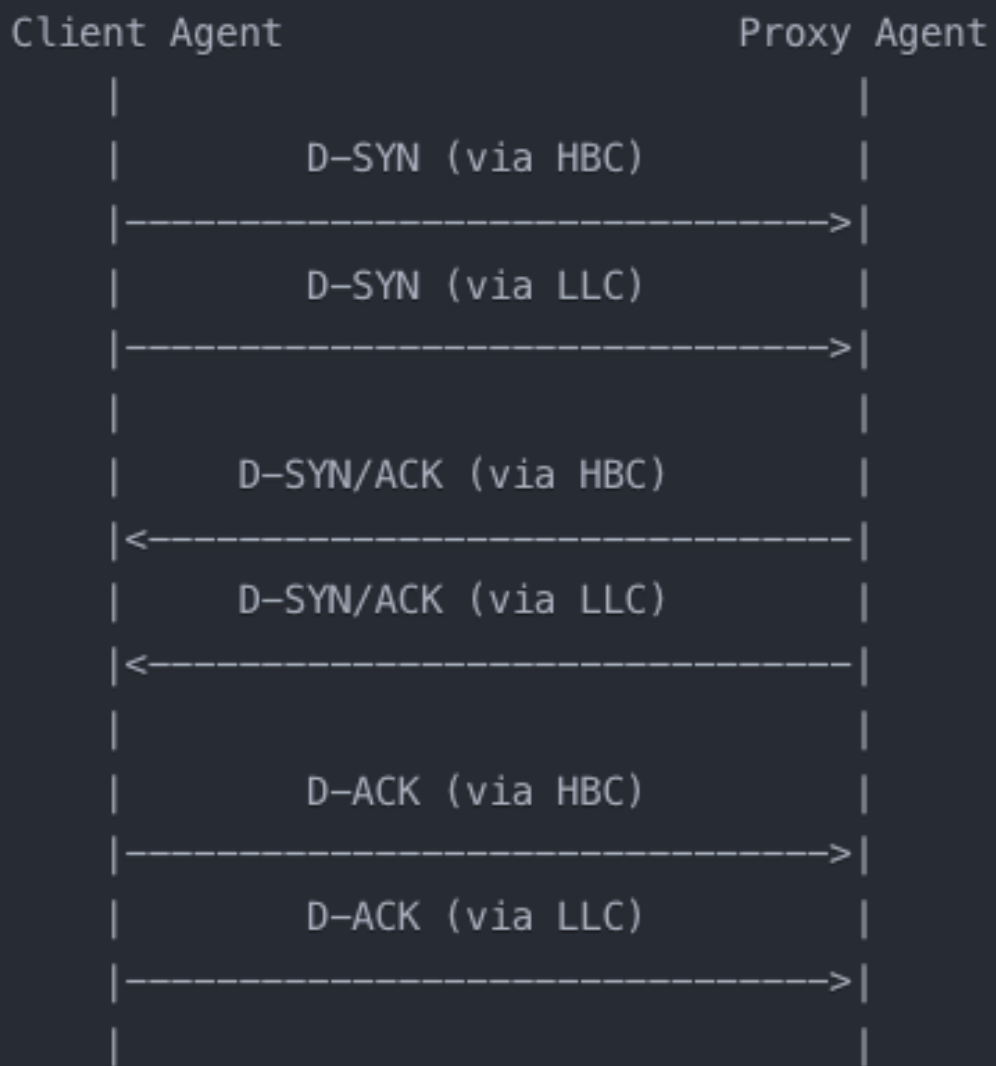 Client Agent                    Proxy Agent
    |                                |
    |        D-SYN (via HBC)         |
    |------------------------------->|
    |        D-SYN (via LLC)         |
    |------------------------------->|
    |                                |
    |     D-SYN/ACK (via HBC)        |
    |<-------------------------------|
    |     D-SYN/ACK (via LLC)        |
    |<-------------------------------|
    |                                |
    |        D-ACK (via HBC)         |
    |------------------------------->|
    |        D-ACK (via LLC)         |
    |------------------------------->|
    |                                |